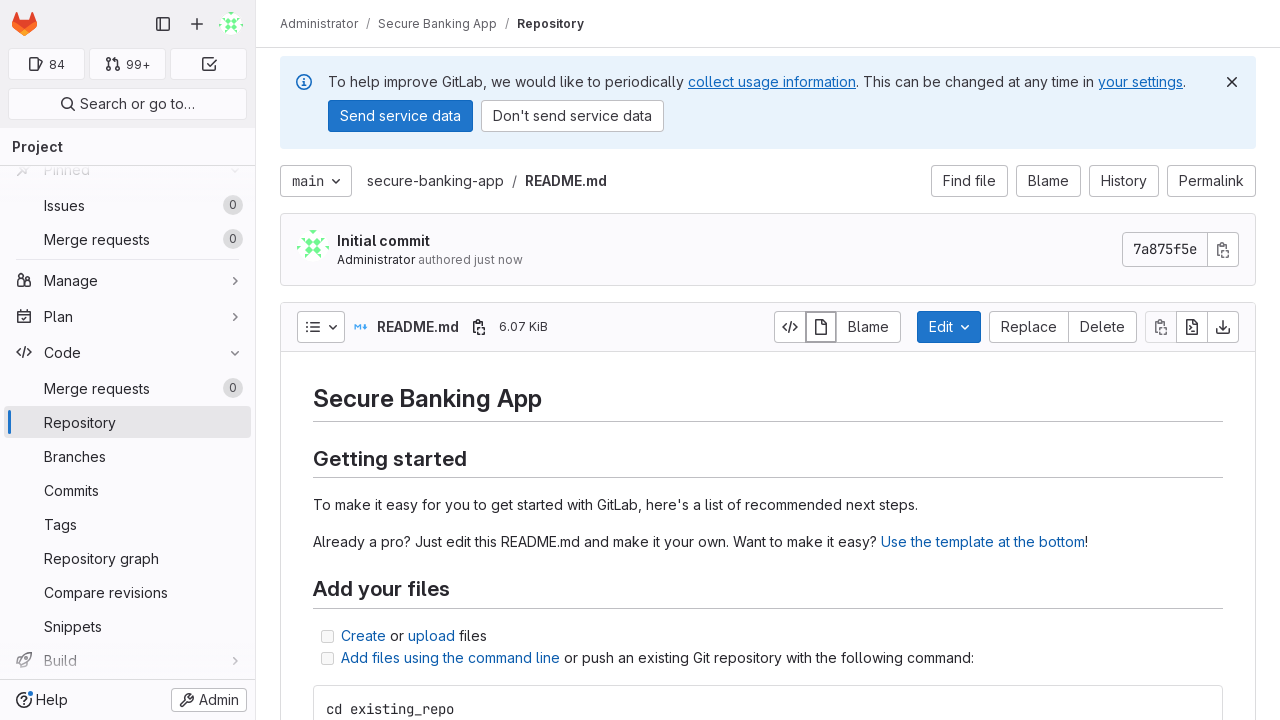 Administrator / Secure Banking App / Repository
84
99+
Search or go to…
Project
Pinned
Issues 0
Merge requests 0
Manage
Plan
Code
Merge requests 0
Repository
Branches
Commits
Tags
Repository graph
Compare revisions
Snippets
Build
Help
Admin
To help improve GitLab, we would like to periodically collect usage information. This can be changed at any time in your settings.
Send service data
Don't send service data
main
secure-banking-app / README.md
Find file
Blame
History
Permalink
Initial commit
Administrator authored just now
7a875f5e
README.md
6.07 KiB
Blame
Edit
Replace
Delete
Secure Banking App
Getting started
To make it easy for you to get started with GitLab, here's a list of recommended next steps.
Already a pro? Just edit this README.md and make it your own. Want to make it easy? Use the template at the bottom!
Add your files
Create or upload files
Add files using the command line or push an existing Git repository with the following command:
cd existing_repo